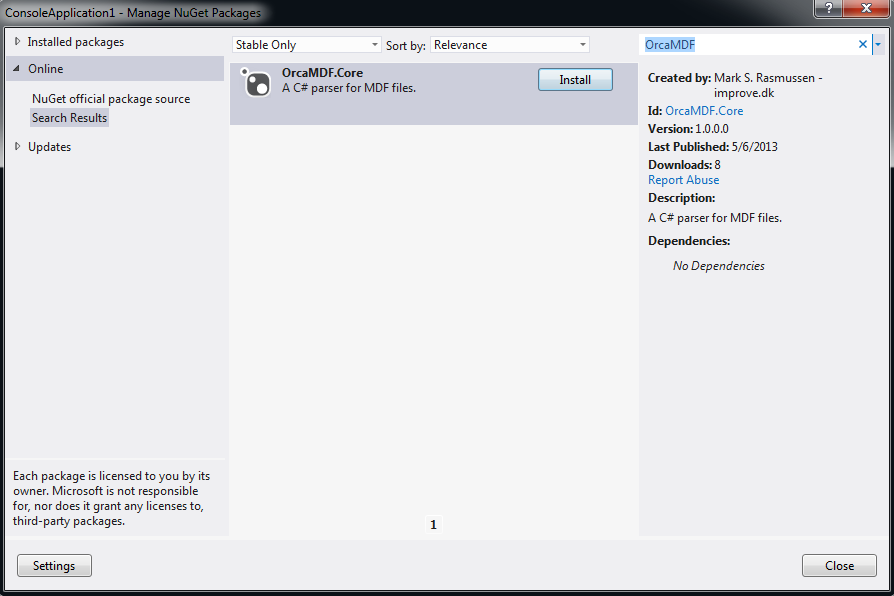 ConsoleApplication1 - Manage NuGet Packages
?
Installed packages
Online
NuGet official package source
Search Results
Updates
Each package is licensed to you by its
owner. Microsoft is not responsible
for, nor does it grant any licenses to,
third-party packages.
Settings
Stable Only
Sort by: Relevance
OrcaMDF.Core
A C# parser for MDF files.
Install
1
OrcaMDF
Created by: Mark S. Rasmussen -
improve.dk
Id: OrcaMDF.Core
Version: 1.0.0.0
Last Published: 5/6/2013
Downloads: 8
Report Abuse
Description:
A C# parser for MDF files.
Dependencies:
No Dependencies
Close